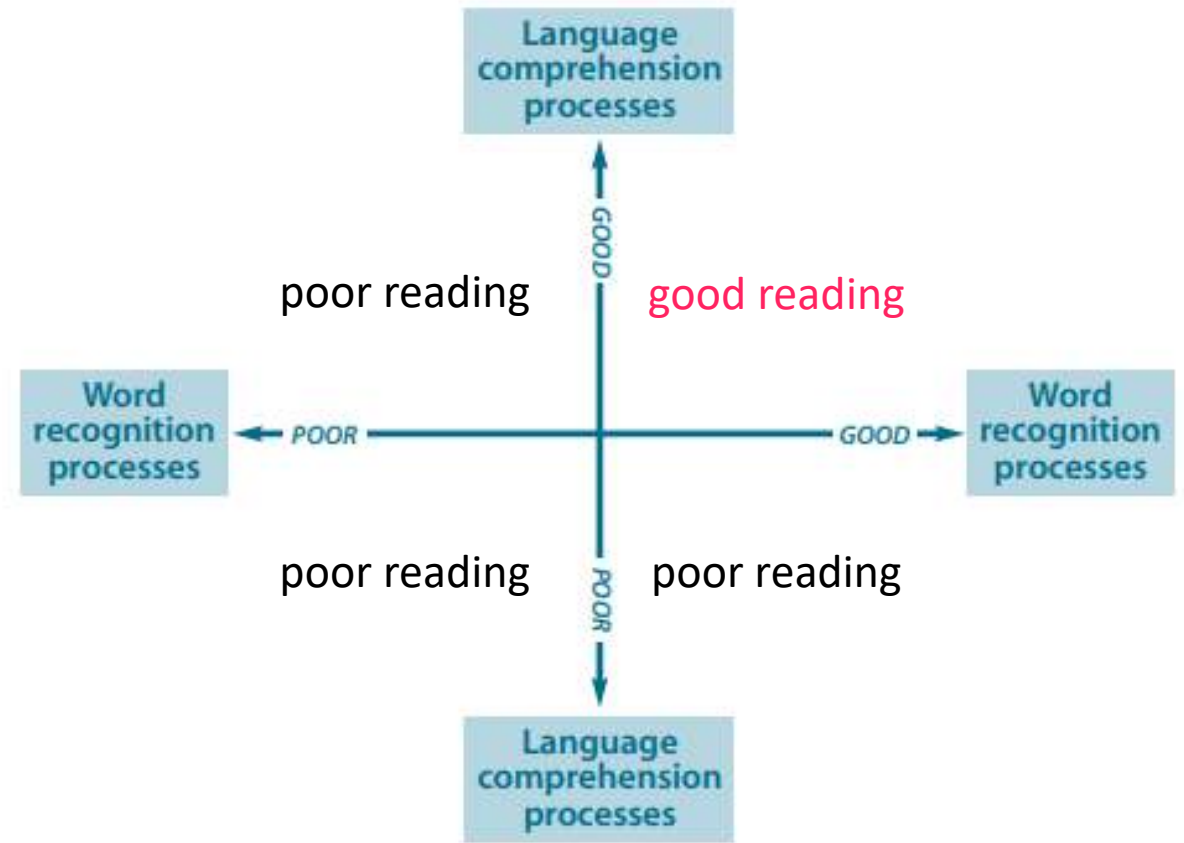 Language
comprehension
processes
GOOD
poor reading
good reading
Word
recognition
processes
POOR
GOOD
Word
recognition
processes
poor reading
poor reading
POOR
Language
comprehension
processes